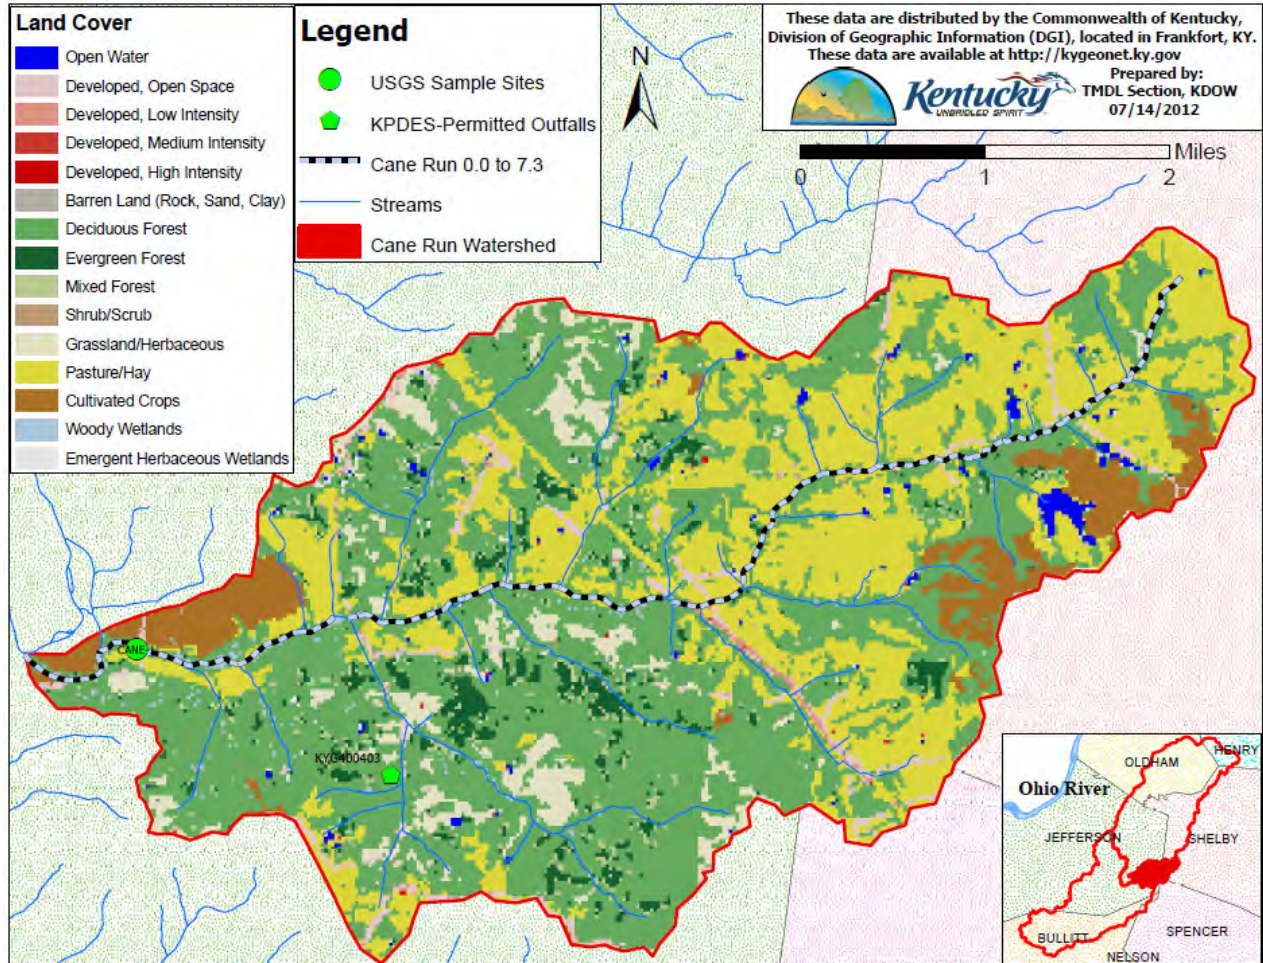 Land Cover
Open Water
Developed, Open Space
Developed, Low Intensity
Developed, Medium Intensity
Developed, High Intensity
Barren Land (Rock, Sand, Clay)
Deciduous Forest
Evergreen Forest
Mixed Forest
Shrub/Scrub
Grassland/Herbaceous
Pasture/Hay
Cultivated Crops
Woody Wetlands
Emergent Herbaceous Wetlands
Legend
USGS Sample Sites
KPDES-Permitted Outfalls
Cane Run 0.0 to 7.3
Streams
Cane Run Watershed
N
These data are distributed by the Commonwealth of Kentucky,
Division of Geographic Information (DGI), located in Frankfort, KY.
These data are available at http://kygeonet.ky.gov
Kentucky
UNBRIDLED SPIRIT
Prepared by:
TMDL Section, KDOW
07/14/2012
Miles
0 1 2
CANE
KYG400403
Ohio River
OLDHAM
HENRY
JEFFERSON
SHELBY
BULLITT
SPENCER
NELSON